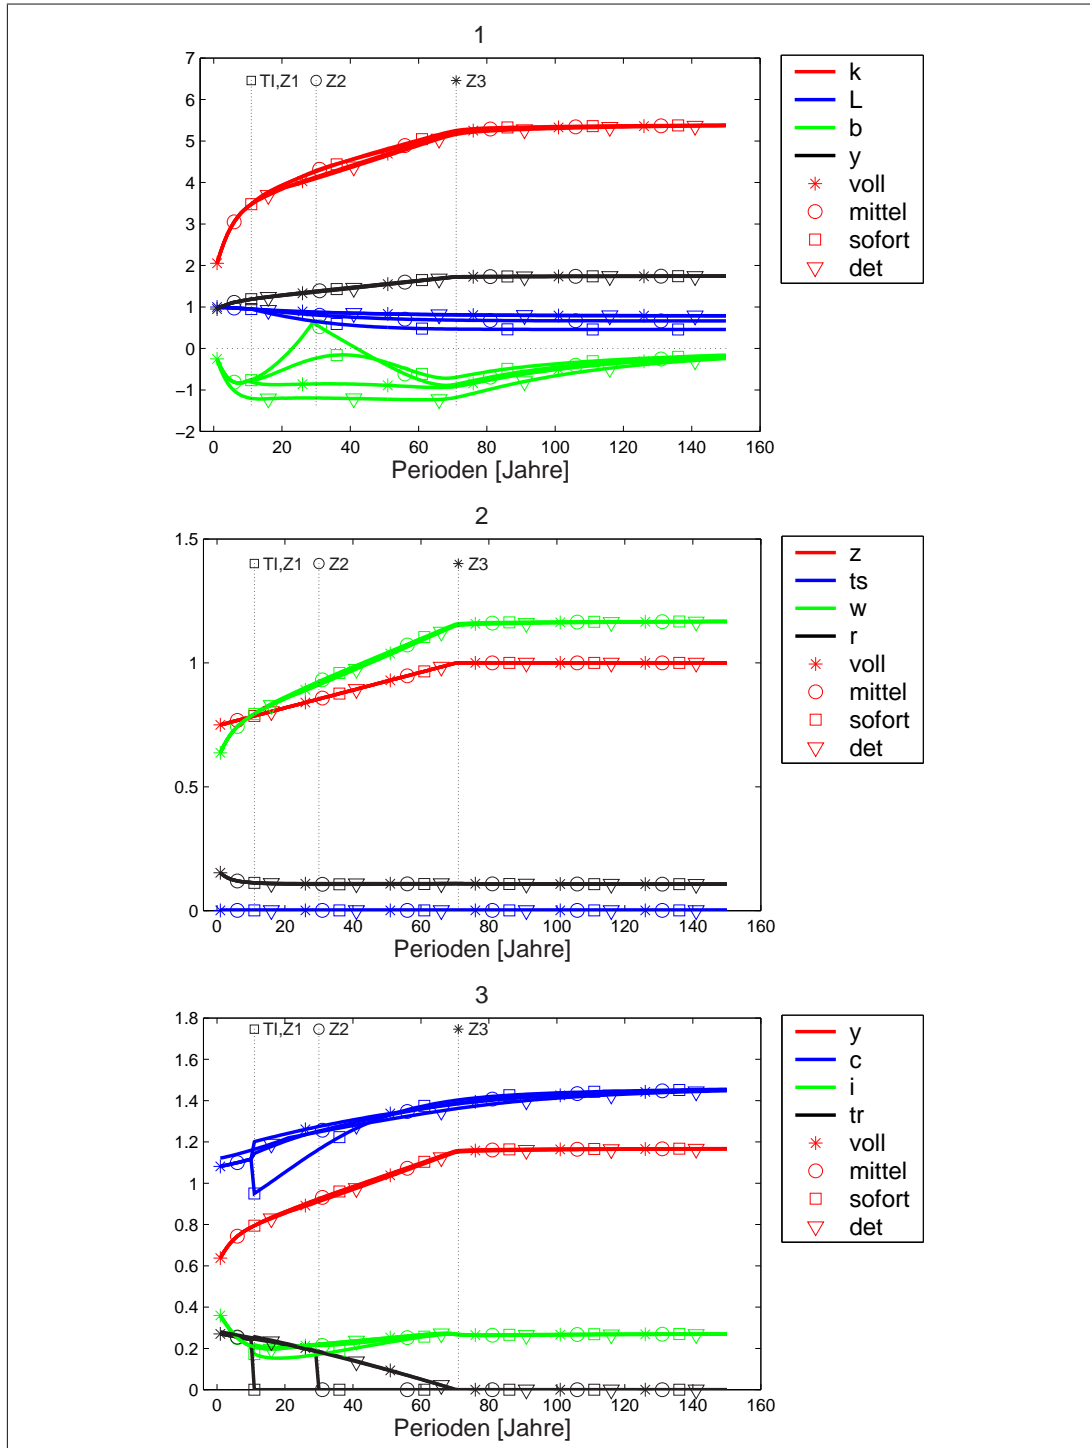 1
7
6
5
4
3
2
1
0
−1
−2
TI,Z1 Z2 Z3
0 20 40 60 80 100 120 140 160
Perioden [Jahre]
k
L
b
y
voll
mittel
sofort
det
2
1.5
1
0.5
0
TI,Z1 Z2 Z3
0 20 40 60 80 100 120 140 160
Perioden [Jahre]
z
ts
w
r
voll
mittel
sofort
det
3
1.8
1.6
1.4
1.2
1
0.8
0.6
0.4
0.2
0
TI,Z1 Z2 Z3
0 20 40 60 80 100 120 140 160
Perioden [Jahre]
y
c
i
tr
voll
mittel
sofort
det